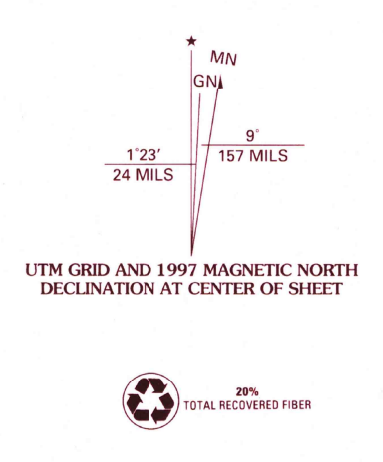 ★
MN
GN
1°23′
24 MILS
9°
157 MILS
UTM GRID AND 1997 MAGNETIC NORTH
DECLINATION AT CENTER OF SHEET
20%
TOTAL RECOVERED FIBER